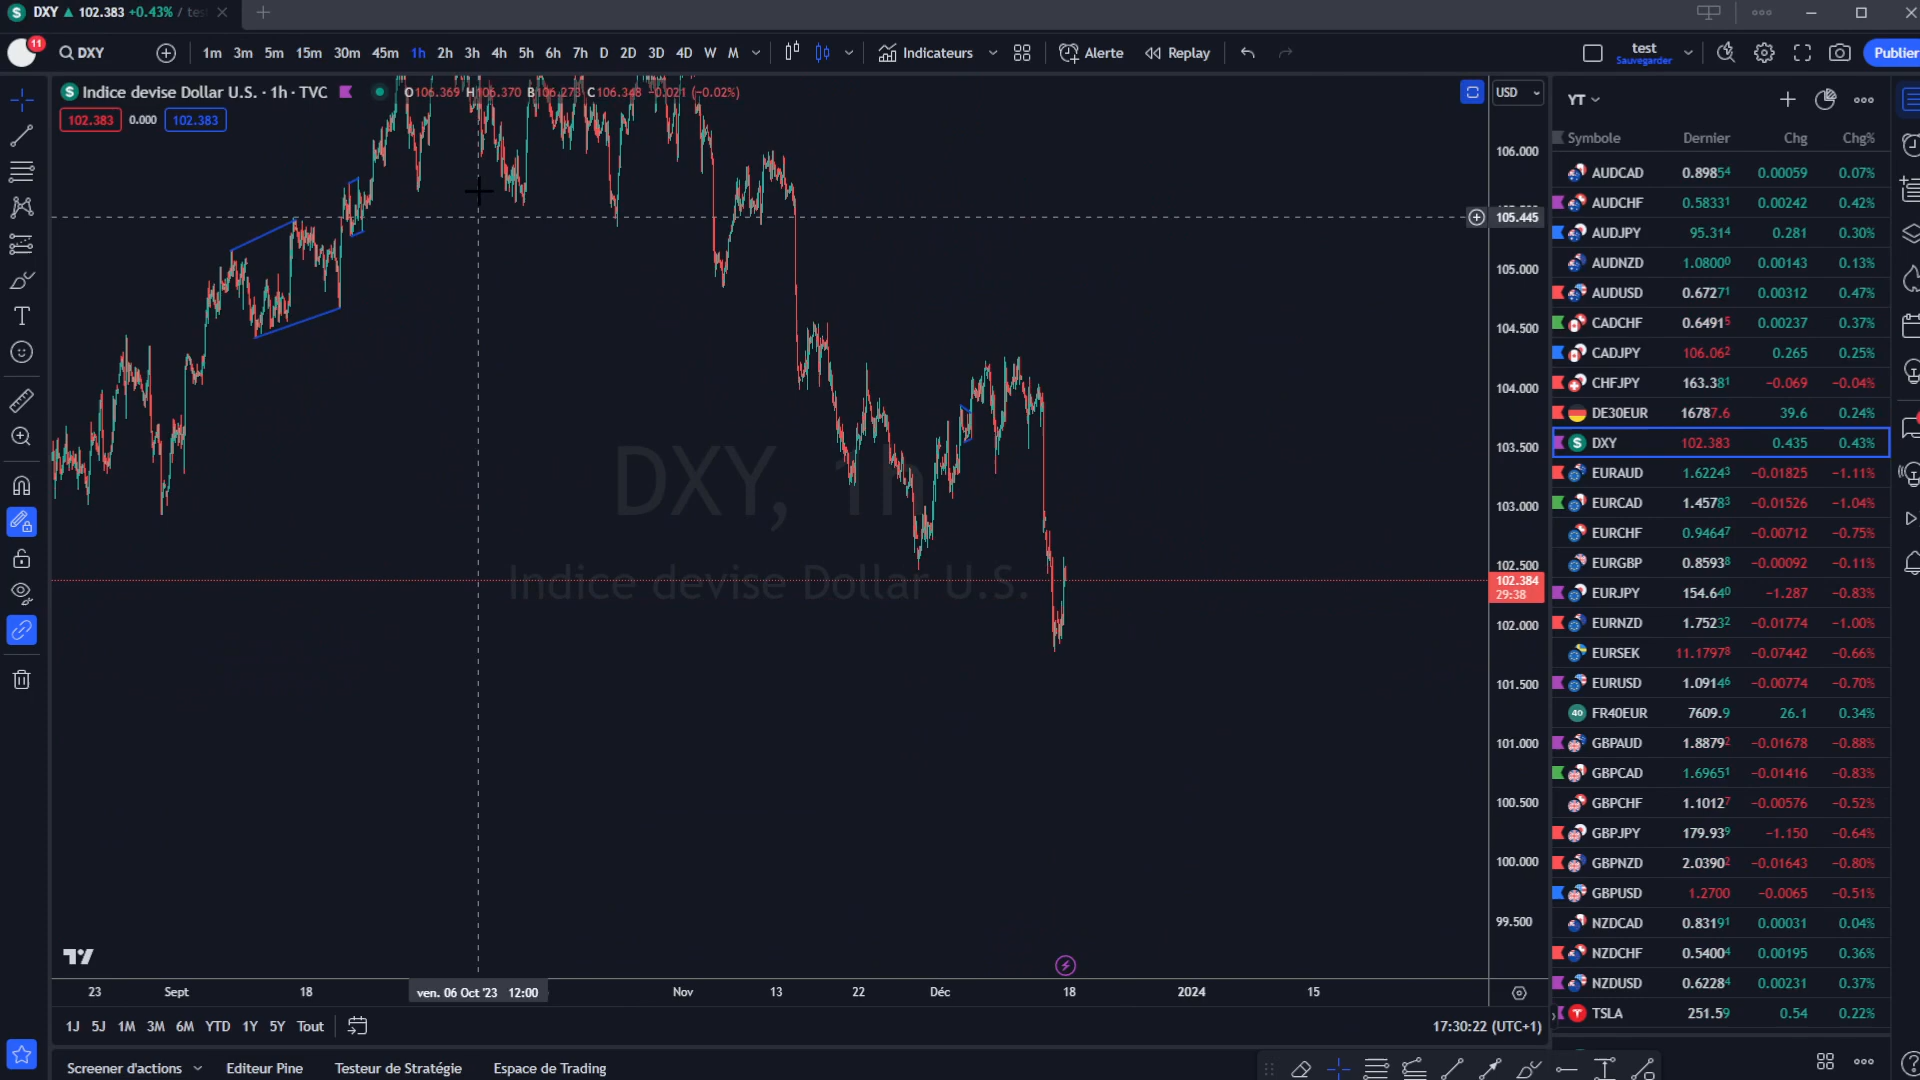 DXY ▲ 102.383 +0.43% / tes
11 DXY 1m 3m 5m 15m 30m 45m 1h 2h 3h 4h 5h 6h 7h D 2D 3D 4D W M Indicateurs Alerte Replay test Sauvegarder Publier
Indice devise Dollar U.S. · 1h · TVC O106.369 H106.370 B106.273 C106.348 −0.021 (−0.02%)
102.383 0.000 102.383
USD
106.000
105.445
105.000
104.500
104.000
103.500
103.000
102.500
102.384
29:38
102.000
101.500
101.000
100.500
100.000
99.500
DXY, 1h
Indice devise Dollar U.S.
23 Sept 18 ven. 06 Oct '23 12:00 Nov 13 22 Déc 18 2024 15
1J 5J 1M 3M 6M YTD 1Y 5Y Tout 17:30:22 (UTC+1)
Screener d'actions Editeur Pine Testeur de Stratégie Espace de Trading
YT
Symbole Dernier Chg Chg%
AUDCAD 0.89854 0.00059 0.07%
AUDCHF 0.58331 0.00242 0.42%
AUDJPY 95.314 0.281 0.30%
AUDNZD 1.08000 0.00143 0.13%
AUDUSD 0.67271 0.00312 0.47%
CADCHF 0.64915 0.00237 0.37%
CADJPY 106.062 0.265 0.25%
CHFJPY 163.381 −0.069 −0.04%
DE30EUR 16787.6 39.6 0.24%
DXY 102.383 0.435 0.43%
EURAUD 1.62243 −0.01825 −1.11%
EURCAD 1.45783 −0.01526 −1.04%
EURCHF 0.94647 −0.00712 −0.75%
EURGBP 0.85938 −0.00092 −0.11%
EURJPY 154.640 −1.287 −0.83%
EURNZD 1.75232 −0.01774 −1.00%
EURSEK 11.17978 −0.07442 −0.66%
EURUSD 1.09146 −0.00774 −0.70%
40 FR40EUR 7609.9 26.1 0.34%
GBPAUD 1.88792 −0.01678 −0.88%
GBPCAD 1.69651 −0.01416 −0.83%
GBPCHF 1.10127 −0.00576 −0.52%
GBPJPY 179.939 −1.150 −0.64%
GBPNZD 2.03902 −0.01643 −0.80%
GBPUSD 1.2700 −0.0065 −0.51%
NZDCAD 0.83191 0.00031 0.04%
NZDCHF 0.54004 0.00195 0.36%
NZDUSD 0.62284 0.00231 0.37%
TSLA 251.59 0.54 0.22%